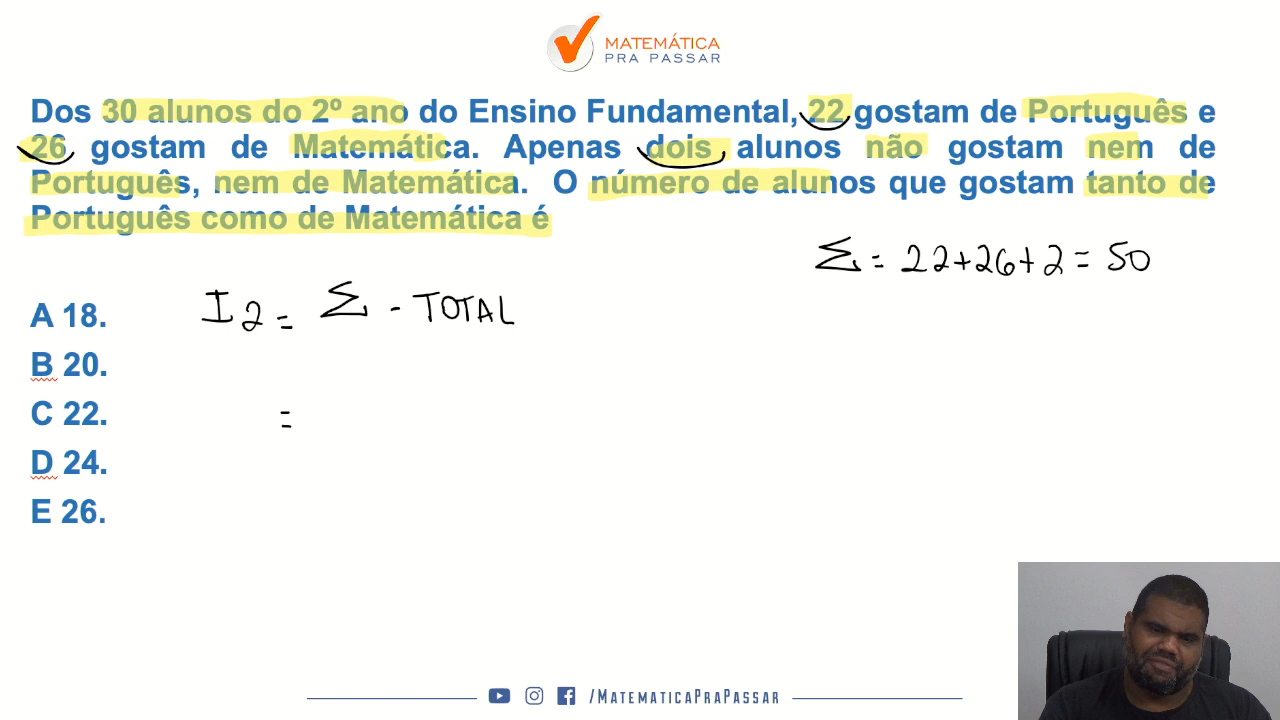 MATEMÁTICA
PRA PASSAR
Dos 30 alunos do 2º ano do Ensino Fundamental, 22 gostam de Português e
26 gostam de Matemática. Apenas dois alunos não gostam nem de
Português, nem de Matemática. O número de alunos que gostam tanto de
Português como de Matemática é
Σ = 22+26+2 = 50
A 18.
I2 = Σ - TOTAL
B 20.
C 22.
=
D 24.
E 26.
/MATEMATICAPRAPASSAR